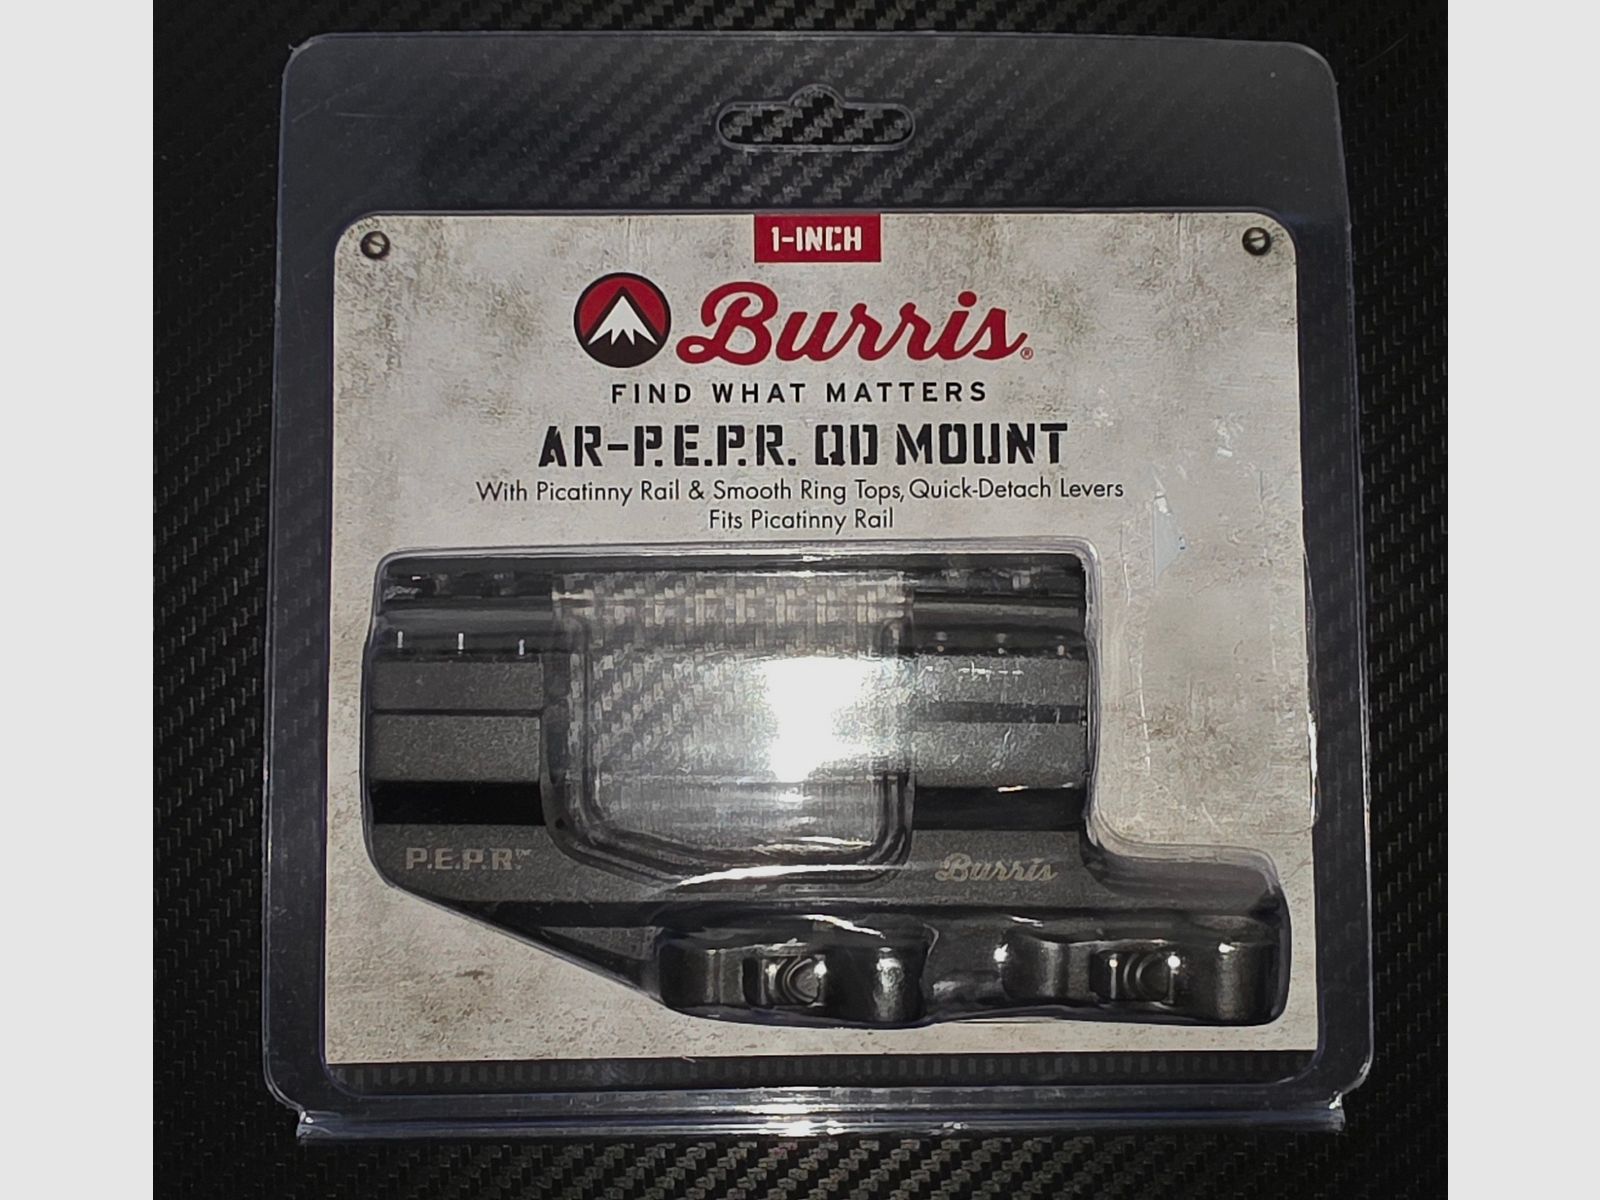 1-INCH
Burris®
FIND WHAT MATTERS
AR-P.E.P.R. QD MOUNT
With Picatinny Rail & Smooth Ring Tops, Quick-Detach Levers
Fits Picatinny Rail
P.E.P.R.™
Burris